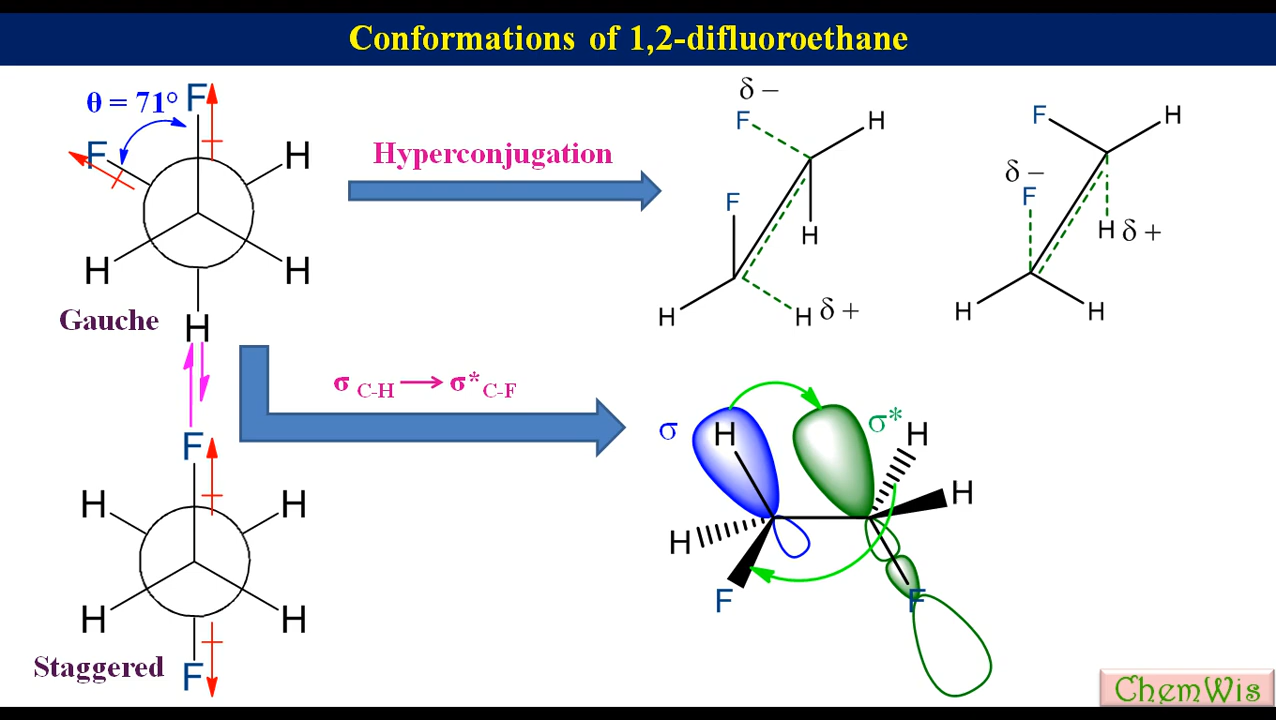 Conformations of 1,2-difluoroethane
θ = 71°
F
F
H
H
H
H
Gauche
Hyperconjugation
δ −
F
H
F
H
H
H δ +
F
H
δ −
F
H δ +
H
H
F
H
H
H
H
F
Staggered
σ C-H → σ* C-F
σ
H
σ*
H
H
H
F
F
ChemWis